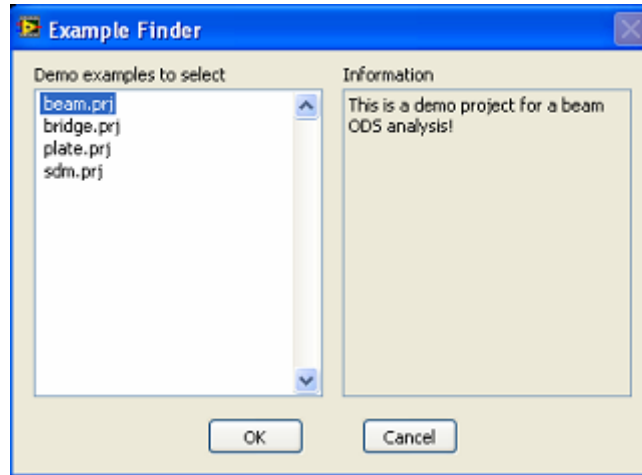 Example Finder
Demo examples to select
beam.prj
bridge.prj
plate.prj
sdm.prj
Information
This is a demo project for a beam
ODS analysis!
OK
Cancel